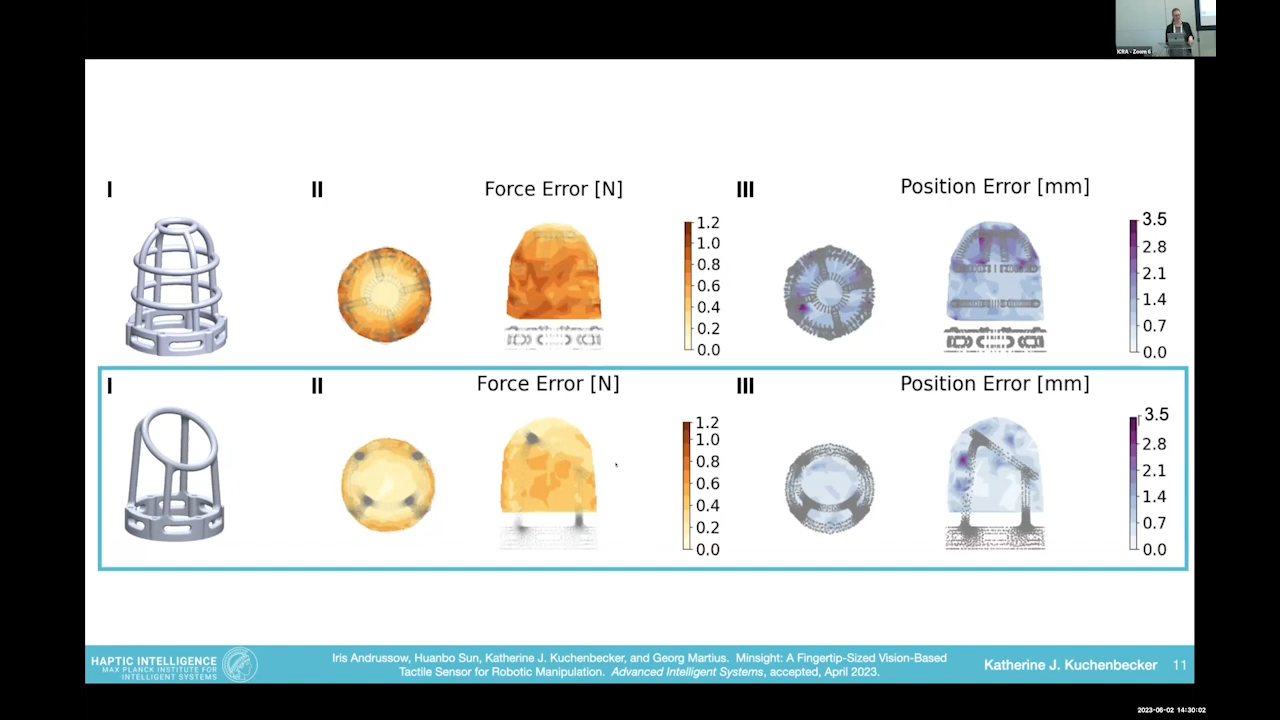 ICRA - Zoom 6
I
II
Force Error [N]
III
Position Error [mm]
1.2
1.0
0.8
0.6
0.4
0.2
0.0
3.5
2.8
2.1
1.4
0.7
0.0
I
II
Force Error [N]
III
Position Error [mm]
1.2
1.0
0.8
0.6
0.4
0.2
0.0
3.5
2.8
2.1
1.4
0.7
0.0
HAPTIC INTELLIGENCE
MAX PLANCK INSTITUTE FOR
INTELLIGENT SYSTEMS
Iris Andrussow, Huanbo Sun, Katherine J. Kuchenbecker, and Georg Martius. Minsight: A Fingertip-Sized Vision-Based
Tactile Sensor for Robotic Manipulation. Advanced Intelligent Systems, accepted, April 2023.
Katherine J. Kuchenbecker 11
2023-06-02 14:30:02